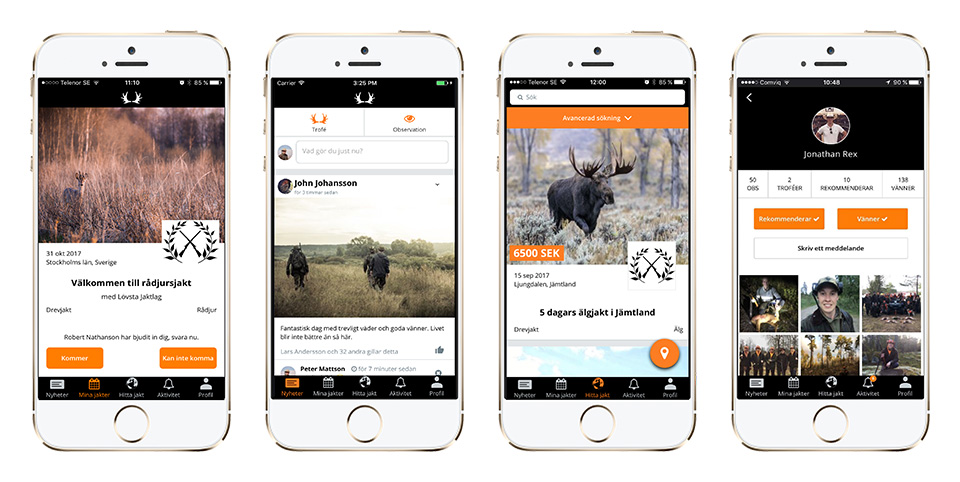 Telenor SE
11:10
85 %
31 okt 2017
Stockholms län, Sverige
Välkommen till rådjursjakt
med Lovsta Jaktlag
Drevjakt Rådjur
Robert Nathanson har bjudit in dig, svara nu.
Kommer Kan inte komma
Nyheter Mina jakter Hitta jakt Aktivitet Profil
Carrier
3:25 PM
Trofé Observation
Vad gör du just nu?
John Johansson
för 3 timmer sedan
Fantastisk dag med trevligt väder och goda vänner. Livet
blir inte bättre än så här.
Lars Andersson och 32 andra gillar detta
Peter Mattson för 7 minuter sedan
Nyheter Mina jakter Hitta jakt Aktivitet Profil
Telenor SE
12:00
85 %
Sök
Avancerad sökning
6500 SEK
15 sep 2017
Ljungdalen, Jämtland
5 dagars älgjakt i Jämtland
Drevjakt Älg
Nyheter Mina jakter Hitta jakt Aktivitet Profil
Comriq
10:48
90 %
Jonathan Rex
50 2 10 138
OBS TROFÉER REKOMMENDERAR VÄNNER
Rekommenderar Vänner
Skriv ett meddelande
Nyheter Mina jakter Hitta jakt Aktivitet Profil